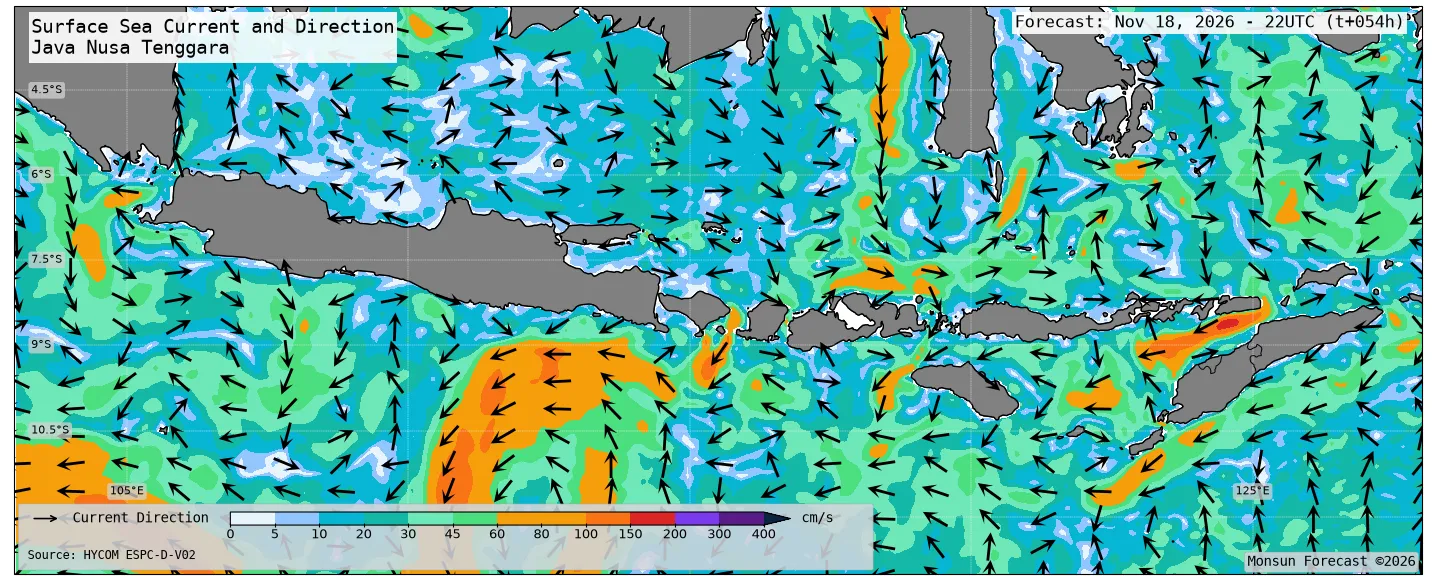 Surface Sea Current and Direction
Java Nusa Tenggara
Forecast: Nov 18, 2026 - 22UTC (t+054h)
4.5°S
6°S
7.5°S
9°S
10.5°S
105°E
125°E
Current Direction
0 5 10 20 30 45 60 80 100 150 200 300 400 cm/s
Source: HYCOM ESPC-D-V02
Monsun Forecast ©2026